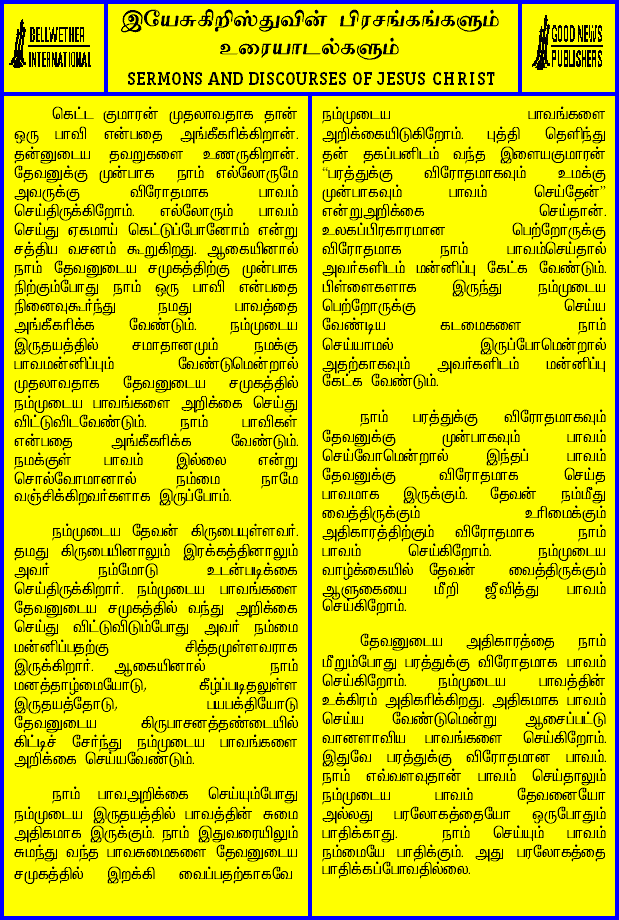 BELLWETHER
INTERNATIONAL
இயேசுகிறிஸ்துவின் பிரசங்கங்களும்
உரையாடல்களும்
SERMONS AND DISCOURSES OF JESUS CHRIST
GOOD NEWS
PUBLISHERS
கெட்ட குமாரன் முதலாவதாக தான்
ஒரு பாவி என்பதை அங்கீகரிக்கிறான்.
தன்னுடைய தவறுகளை உணருகிறான்.
தேவனுக்கு முன்பாக நாம் எல்லோருமே
அவருக்கு விரோதமாக பாவம்
செய்திருக்கிறோம். எல்லோரும் பாவம்
செய்து ஏகமாய் கெட்டுப்போனோம் என்று
சத்திய வசனம் கூறுகிறது. ஆகையினால்
நாம் தேவனுடைய சமுகத்திற்கு முன்பாக
நிற்கும்போது நாம் ஒரு பாவி என்பதை
நினைவுகூர்ந்து நமது பாவத்தை
அங்கீகரிக்க வேண்டும். நம்முடைய
இருதயத்தில் சமாதானமும் நமக்கு
பாவமன்னிப்பும் வேண்டுமென்றால்
முதலாவதாக தேவனுடைய சமுகத்தில்
நம்முடைய பாவங்களை அறிக்கை செய்து
விட்டுவிடவேண்டும். நாம் பாவிகள்
என்பதை அங்கீகரிக்க வேண்டும்.
நமக்குள் பாவம் இல்லை என்று
சொல்வோமானால் நம்மை நாமே
வஞ்சிக்கிறவர்களாக இருப்போம்.
நம்முடைய தேவன் கிருபையுள்ளவர்.
தமது கிருபையினாலும் இரக்கத்தினாலும்
அவர் நம்மோடு உடன்படிக்கை
செய்திருக்கிறார். நம்முடைய பாவங்களை
தேவனுடைய சமுகத்தில் வந்து அறிக்கை
செய்து விட்டுவிடும்போது அவர் நம்மை
மன்னிப்பதற்கு சித்தமுள்ளவராக
இருக்கிறார். ஆகையினால் நாம்
மனத்தாழ்மையோடு, கீழ்ப்படிதலுள்ள
இருதயத்தோடு, பயபக்தியோடு
தேவனுடைய கிருபாசனத்தண்டையில்
கிட்டிச் சேர்ந்து நம்முடைய பாவங்களை
அறிக்கை செய்யவேண்டும்.
நாம் பாவஅறிக்கை செய்யும்போது
நம்முடைய இருதயத்தில் பாவத்தின் சுமை
அதிகமாக இருக்கும். நாம் இதுவரையிலும்
சுமந்து வந்த பாவசுமைகளை தேவனுடைய
சமுகத்தில் இறக்கி வைப்பதற்காகவே
நம்முடைய பாவங்களை
அறிக்கையிடுகிறோம். புத்தி தெளிந்து
தன் தகப்பனிடம் வந்த இளையகுமாரன்
“பரத்துக்கு விரோதமாகவும் உமக்கு
முன்பாகவும் பாவம் செய்தேன்”
என்றுஅறிக்கை செய்தான்.
உலகப்பிரகாரமான பெற்றோருக்கு
விரோதமாக நாம் பாவம்செய்தால்
அவர்களிடம் மன்னிப்பு கேட்க வேண்டும்.
பிள்ளைகளாக இருந்து நம்முடைய
பெற்றோருக்கு செய்ய
வேண்டிய கடமைகளை நாம்
செய்யாமல் இருப்போமென்றால்
அதற்காகவும் அவர்களிடம் மன்னிப்பு
கேட்க வேண்டும்.
நாம் பரத்துக்கு விரோதமாகவும்
தேவனுக்கு முன்பாகவும் பாவம்
செய்வோமென்றால் இந்தப் பாவம்
தேவனுக்கு விரோதமாக செய்த
பாவமாக இருக்கும். தேவன் நம்மீது
வைத்திருக்கும் உரிமைக்கும்
அதிகாரத்திற்கும் விரோதமாக நாம்
பாவம் செய்கிறோம். நம்முடைய
வாழ்க்கையில் தேவன் வைத்திருக்கும்
ஆளுகையை மீறி ஜீவித்து பாவம்
செய்கிறோம்.
தேவனுடைய அதிகாரத்தை நாம்
மீறும்போது பரத்துக்கு விரோதமாக பாவம்
செய்கிறோம். நம்முடைய பாவத்தின்
உக்கிரம் அதிகரிக்கிறது. அதிகமாக பாவம்
செய்ய வேண்டுமென்று ஆசைப்பட்டு
வானளாவிய பாவங்களை செய்கிறோம்.
இதுவே பரத்துக்கு விரோதமான பாவம்.
நாம் எவ்வளவுதான் பாவம் செய்தாலும்
நம்முடைய பாவம் தேவனையோ
அல்லது பரலோகத்தையோ ஒருபோதும்
பாதிக்காது. நாம் செய்யும் பாவம்
நம்மையே பாதிக்கும். அது பரலோகத்தை
பாதிக்கப்போவதில்லை.